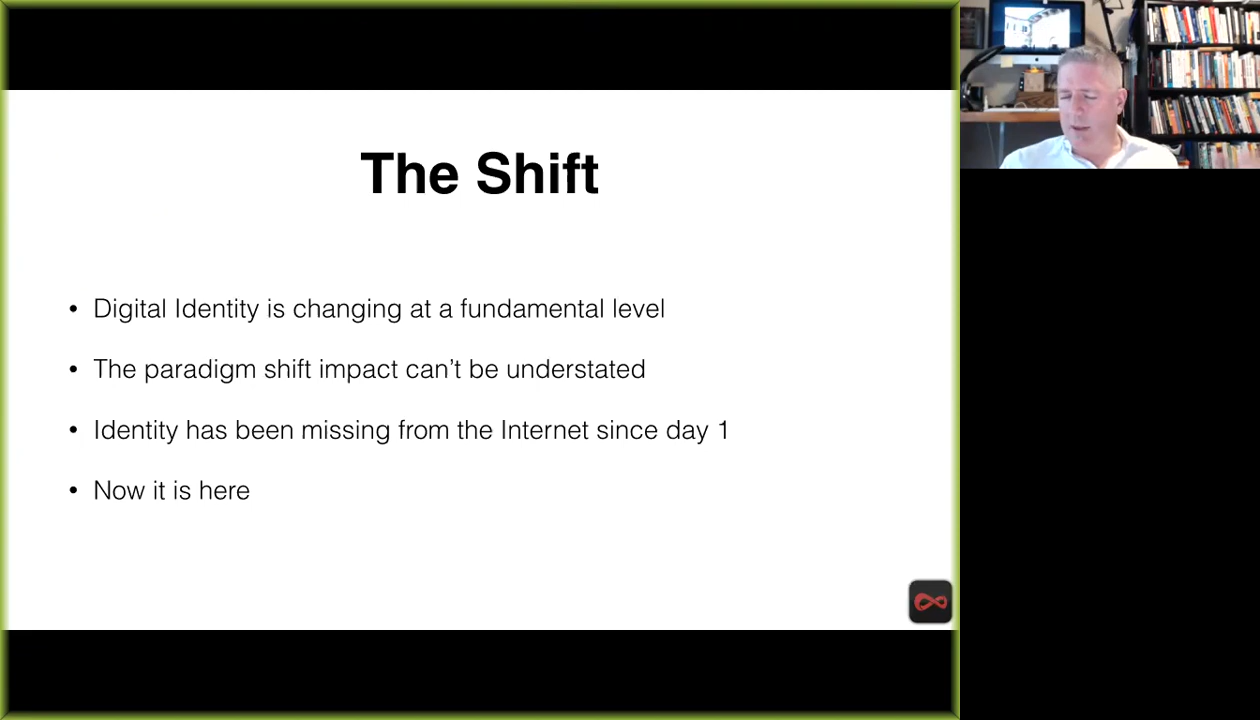 The Shift
• Digital Identity is changing at a fundamental level
• The paradigm shift impact can’t be understated
• Identity has been missing from the Internet since day 1
• Now it is here